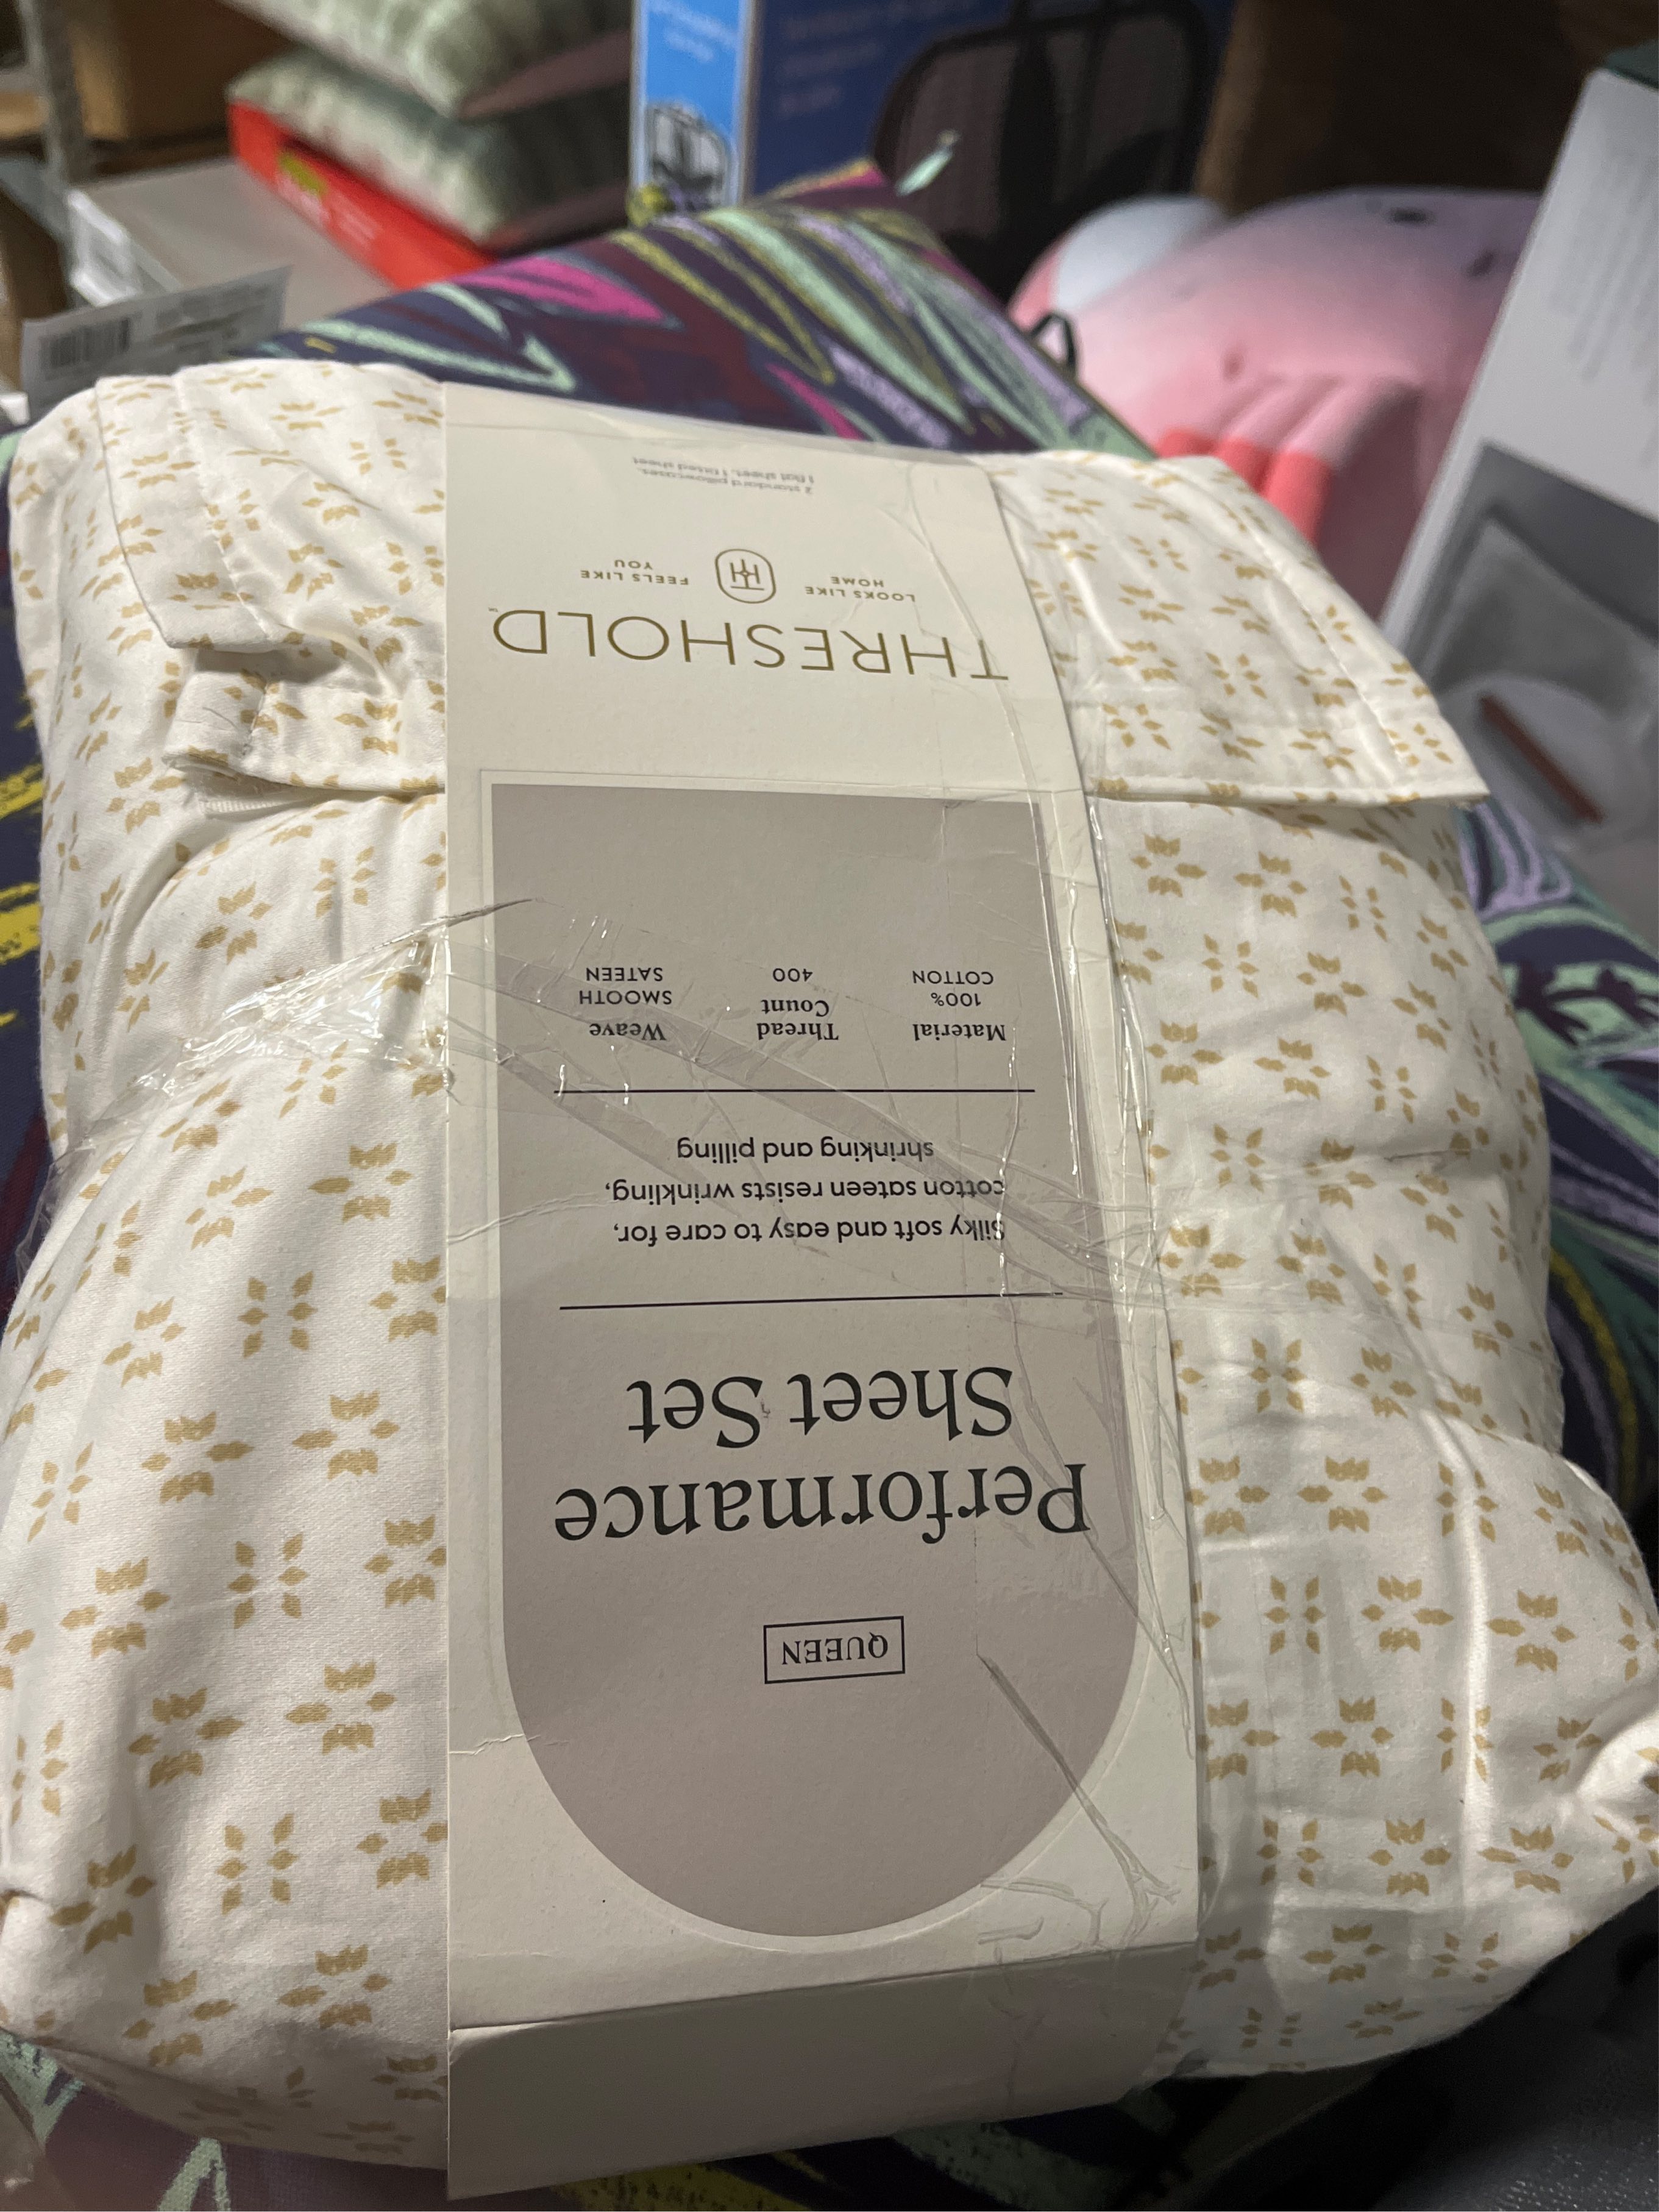 QUEEN
Performance
Sheet Set
Silky soft and easy to care for,
cotton sateen resists wrinkling,
shrinking and pilling
Material
100%
COTTON
Thread
Count
400
Weave
SMOOTH
SATEEN
THRESHOLD™
LOOKS LIKE
HOME
FEELS LIKE
YOU
2 standard pillowcases,
1 flat sheet, 1 fitted sheet